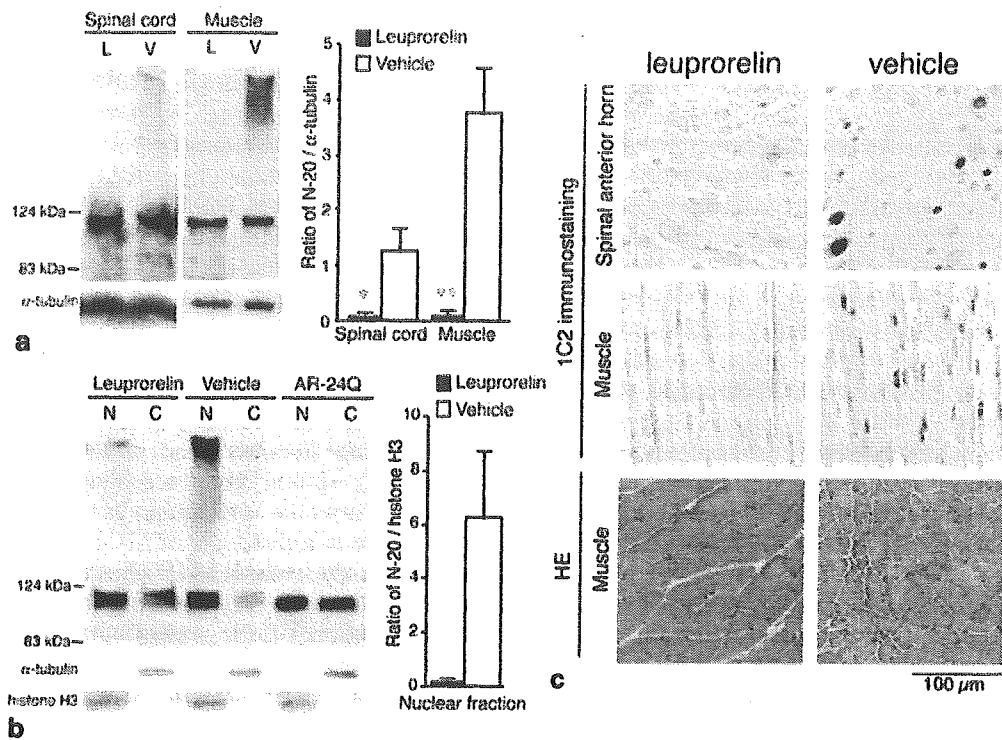 Spinal cord Muscle
L V L V
124 kDa
83 kDa
α-tubulin
a
Leuprorelin
Vehicle
Ratio of N-20 / α-tubulin
5
4
3
2
1
0
* **
Spinal cord Muscle
Leuprorelin Vehicle AR-24Q
N C N C N C
124 kDa
83 kDa
α-tubulin
histone H3
b
Leuprorelin
Vehicle
Ratio of N-20 / histone H3
10
8
6
4
2
0
Nuclear fraction
leuprorelin vehicle
1C2 immunostaining
Spinal anterior horn
Muscle
HE
Muscle
c
100 µm